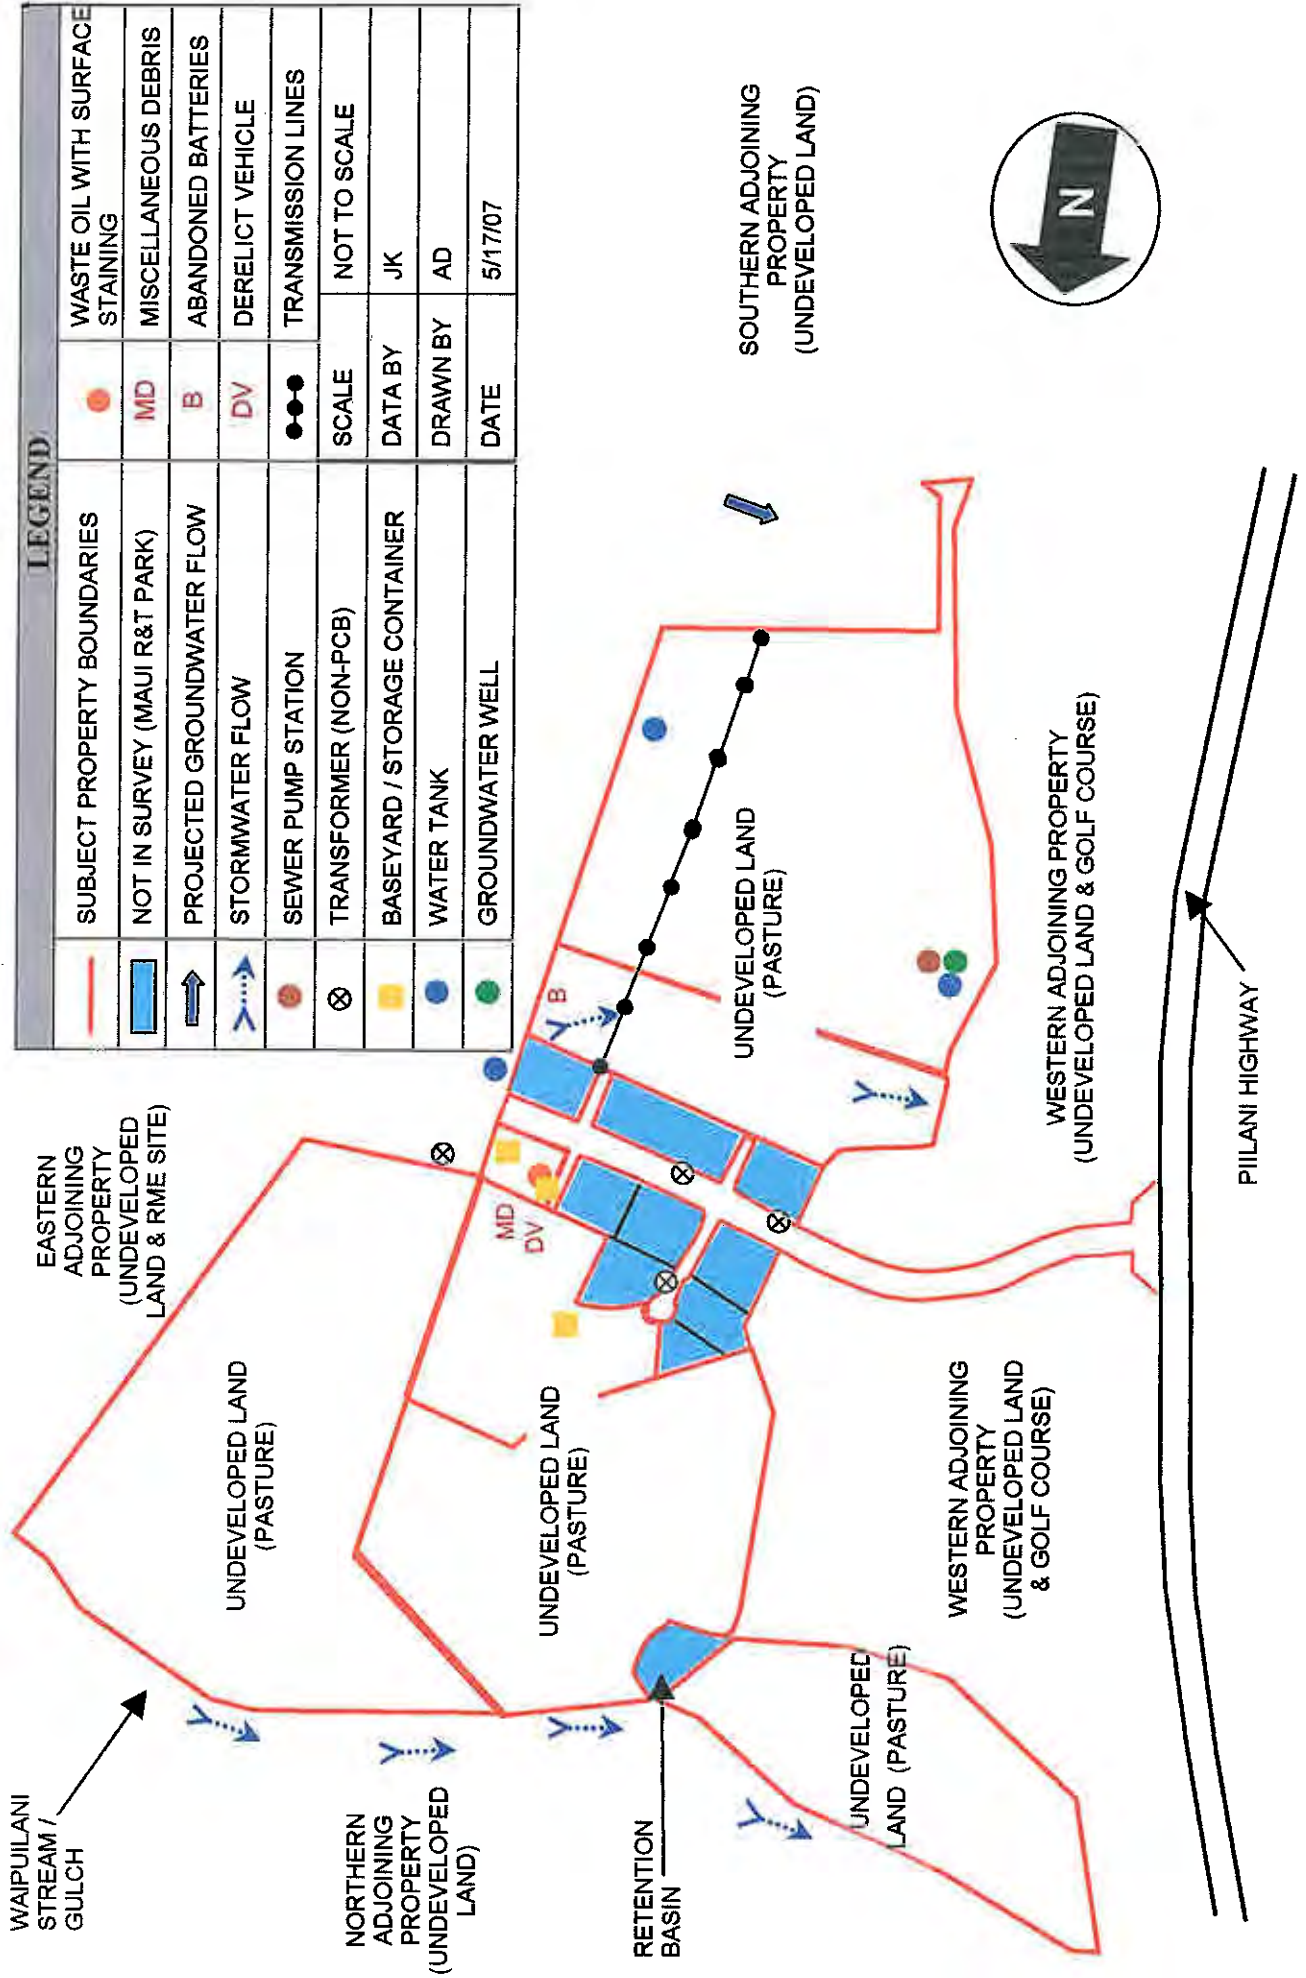 LEGEND
SUBJECT PROPERTY BOUNDARIES
NOT IN SURVEY (MAUI R&T PARK)
PROJECTED GROUNDWATER FLOW
STORMWATER FLOW
SEWER PUMP STATION
TRANSFORMER (NON-PCB)
BASEYARD / STORAGE CONTAINER
WATER TANK
GROUNDWATER WELL
WASTE OIL WITH SURFACE
STAINING
MD MISCELLANEOUS DEBRIS
B ABANDONED BATTERIES
DV DERELICT VEHICLE
TRANSMISSION LINES
SCALE NOT TO SCALE
DATA BY JK
DRAWN BY AD
DATE 5/17/07
WAIPUILANI
STREAM /
GULCH
EASTERN
ADJOINING
PROPERTY
(UNDEVELOPED
LAND & RME SITE)
UNDEVELOPED LAND
(PASTURE)
NORTHERN
ADJOINING
PROPERTY
(UNDEVELOPED
LAND)
MD
DV
B
UNDEVELOPED LAND
(PASTURE)
UNDEVELOPED LAND
(PASTURE)
SOUTHERN ADJOINING
PROPERTY
(UNDEVELOPED LAND)
RETENTION
BASIN
UNDEVELOPED
LAND (PASTURE)
WESTERN ADJOINING
PROPERTY
(UNDEVELOPED LAND
& GOLF COURSE)
WESTERN ADJOINING PROPERTY
(UNDEVELOPED LAND & GOLF COURSE)
N
PIILANI HIGHWAY